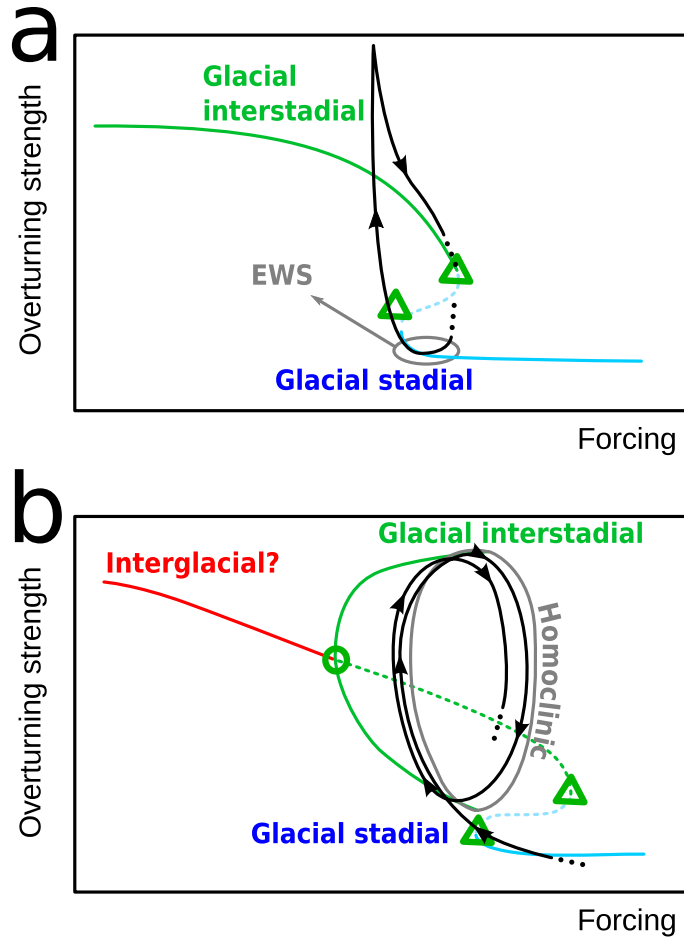 a
Overturning strength
Glacial
interstadial
EWS
Glacial stadial
Forcing
b
Overturning strength
Glacial interstadial
Interglacial?
Homoclinic
Glacial stadial
Forcing